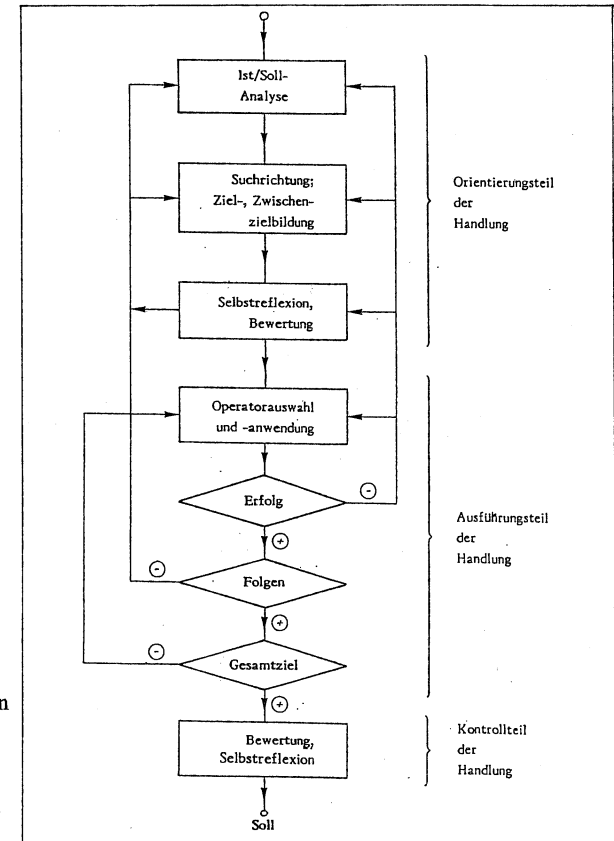 Ist/Soll-
Analyse
Suchrichtung;
Ziel-, Zwischen-
zielbildung
Orientierungsteil
der
Handlung
Selbstreflexion,
Bewertung
Operatorauswahl
und -anwendung
Erfolg
-
+
Ausführungsteil
der
Handlung
Folgen
-
+
Gesamtziel
-
+
n
Bewertung,
Selbstreflexion
Kontrollteil
der
Handlung
Soll